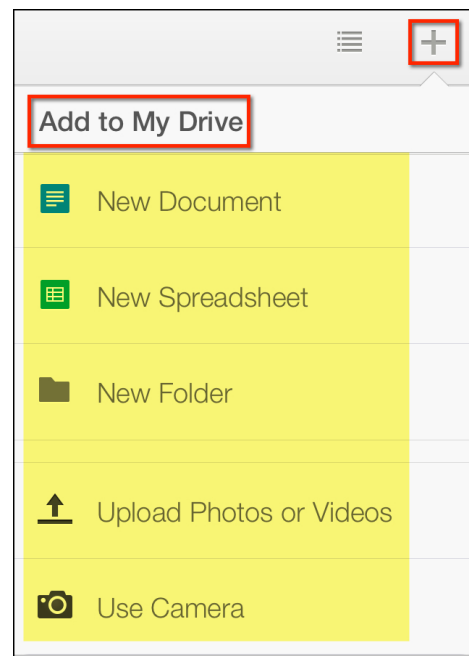 Add to My Drive
New Document
New Spreadsheet
New Folder
Upload Photos or Videos
Use Camera